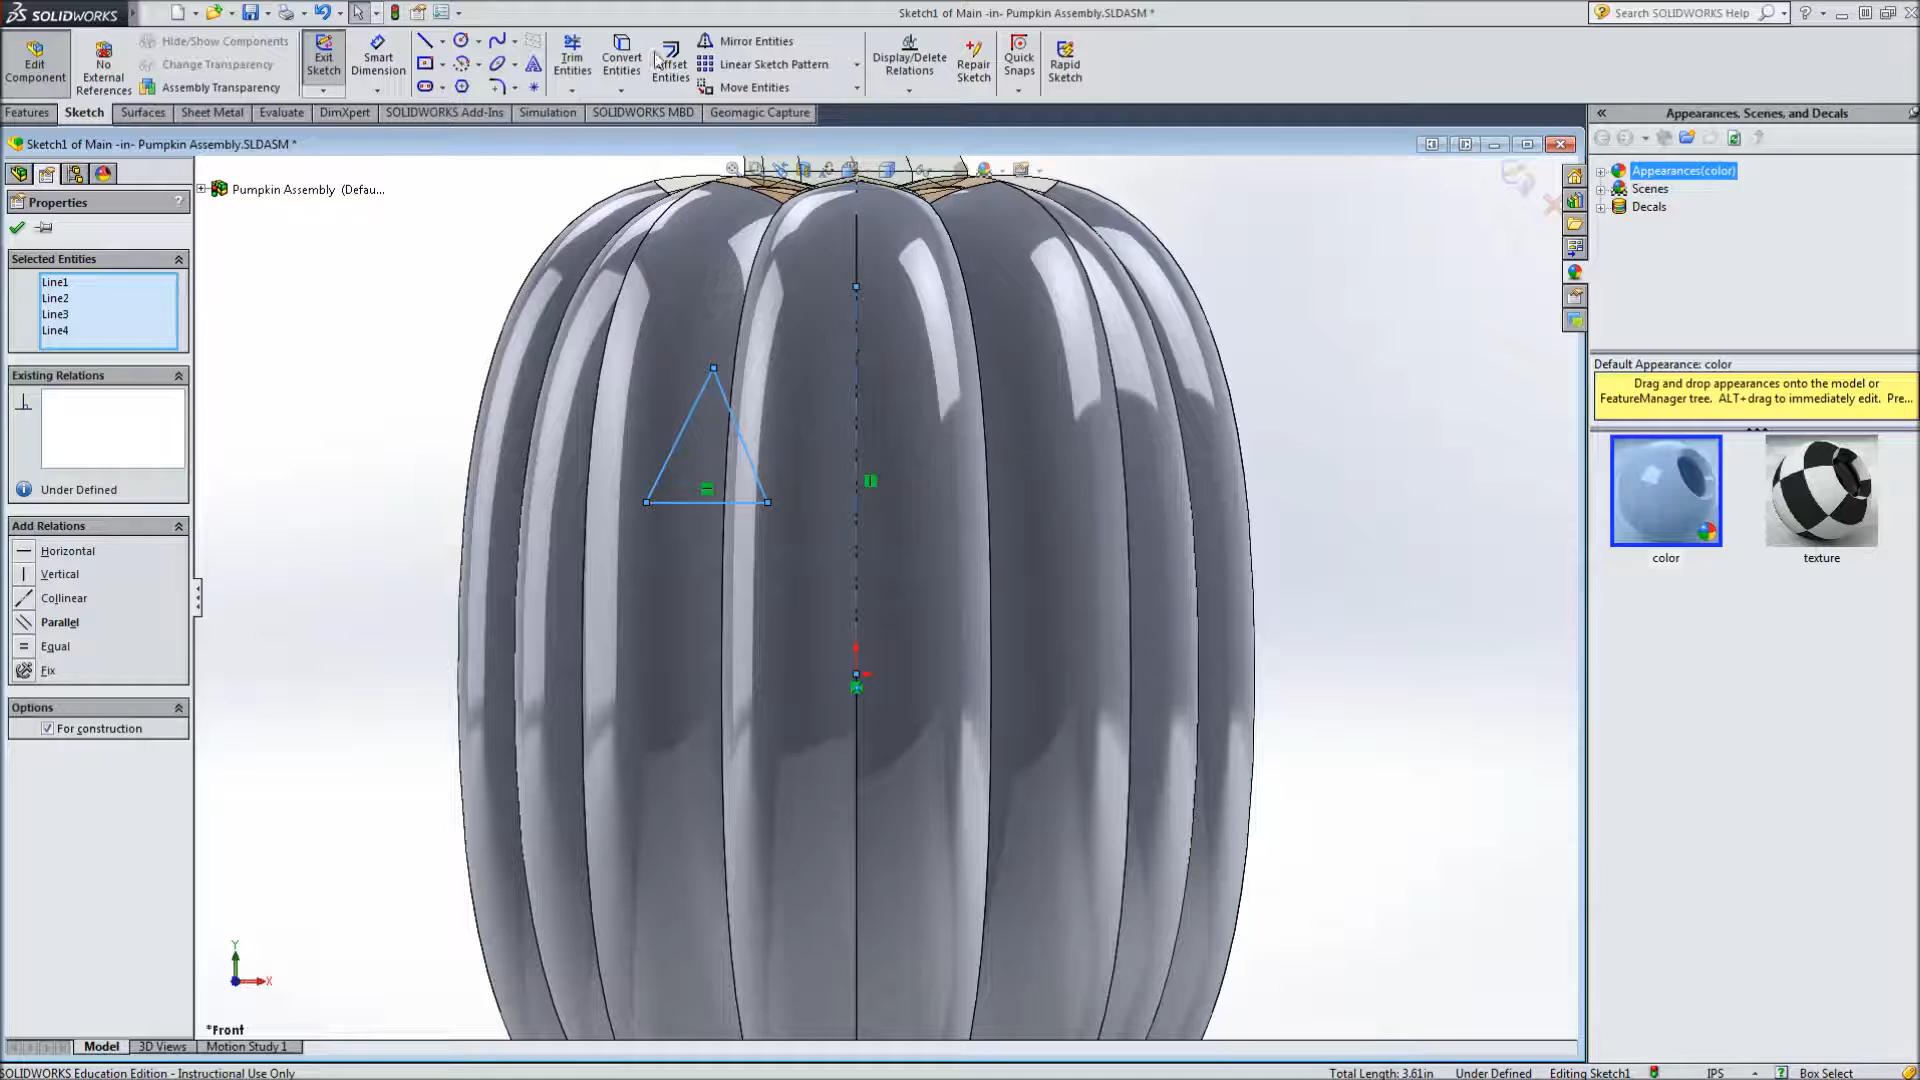 SOLIDWORKS
Sketch1 of Main -in- Pumpkin Assembly.SLDASM *
Search SOLIDWORKS Help
Edit Component
No External References
Hide/Show Components
Change Transparency
Assembly Transparency
Exit Sketch
Smart Dimension
Trim Entities
Convert Entities
Entities
Mirror Entities
Linear Sketch Pattern
Move Entities
Display/Delete Relations
Repair Sketch
Quick Snaps
Rapid Sketch
Features
Sketch
Surfaces
Sheet Metal
Evaluate
DimXpert
SOLIDWORKS Add-Ins
Simulation
SOLIDWORKS MBD
Geomagic Capture
Appearances, Scenes, and Decals
Sketch1 of Main -in- Pumpkin Assembly.SLDASM *
Pumpkin Assembly (Defau...
Properties
?
Selected Entities
Line1
Line2
Line3
Line4
Existing Relations
Under Defined
Add Relations
Horizontal
Vertical
Collinear
Parallel
Equal
Fix
Options
For construction
Appearances(color)
Scenes
Decals
Default Appearance: color
Drag and drop appearances onto the model or
FeatureManager tree. ALT+drag to immediately edit. Pre...
color
texture
Y
X
*Front
Model
3D Views
Motion Study 1
SOLIDWORKS Education Edition - Instructional Use Only
Total Length: 3.61in
Under Defined
Editing Sketch1
IPS
Box Select